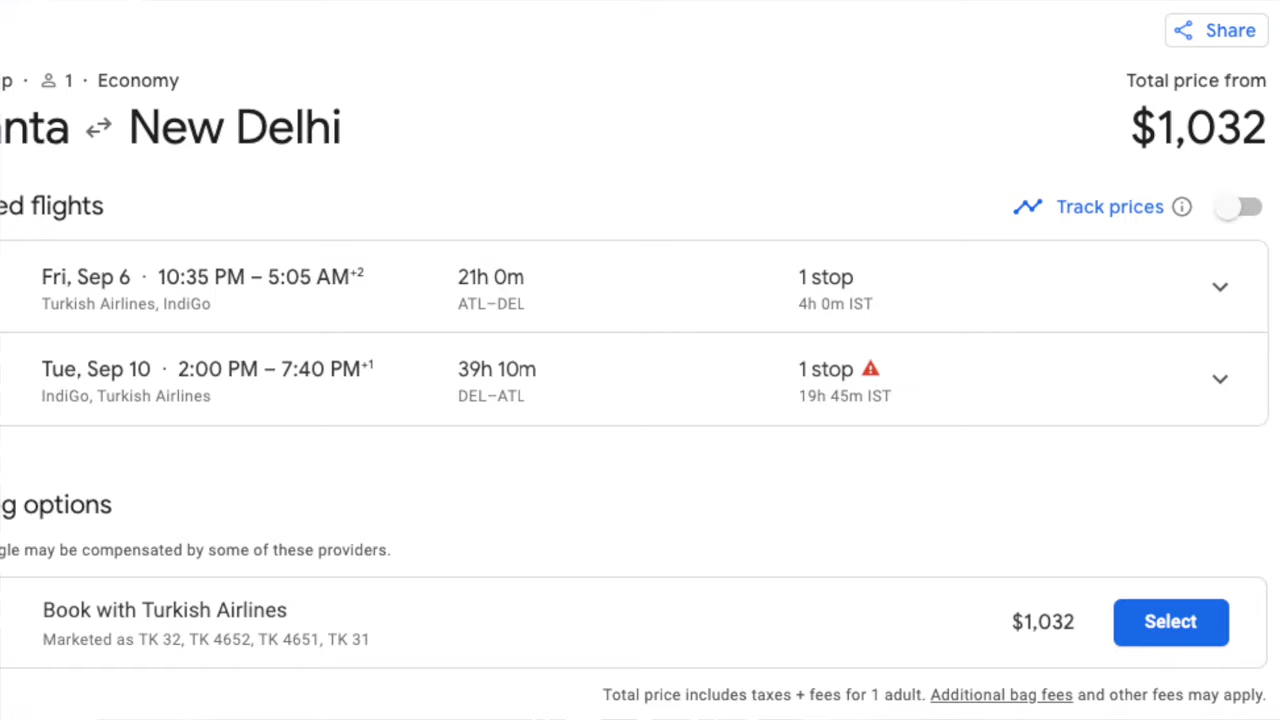 Share
p · 1 · Economy
Total price from
nta New Delhi
$1,032
ed flights
Track prices
Fri, Sep 6 · 10:35 PM – 5:05 AM+2
21h 0m
1 stop
Turkish Airlines, IndiGo
ATL–DEL
4h 0m IST
Tue, Sep 10 · 2:00 PM – 7:40 PM+1
39h 10m
1 stop
IndiGo, Turkish Airlines
DEL–ATL
19h 45m IST
g options
gle may be compensated by some of these providers.
Book with Turkish Airlines
$1,032
Select
Marketed as TK 32, TK 4652, TK 4651, TK 31
Total price includes taxes + fees for 1 adult. Additional bag fees and other fees may apply.